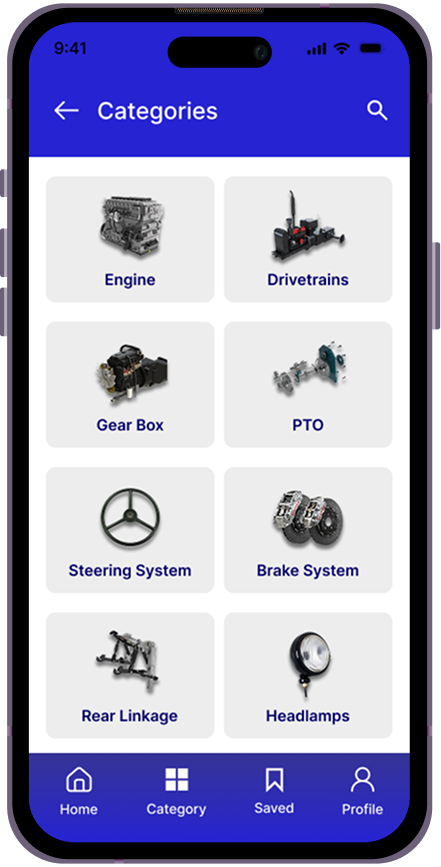 9:41
Categories
Engine
Drivetrains
Gear Box
PTO
Steering System
Brake System
Rear Linkage
Headlamps
Home
Category
Saved
Profile